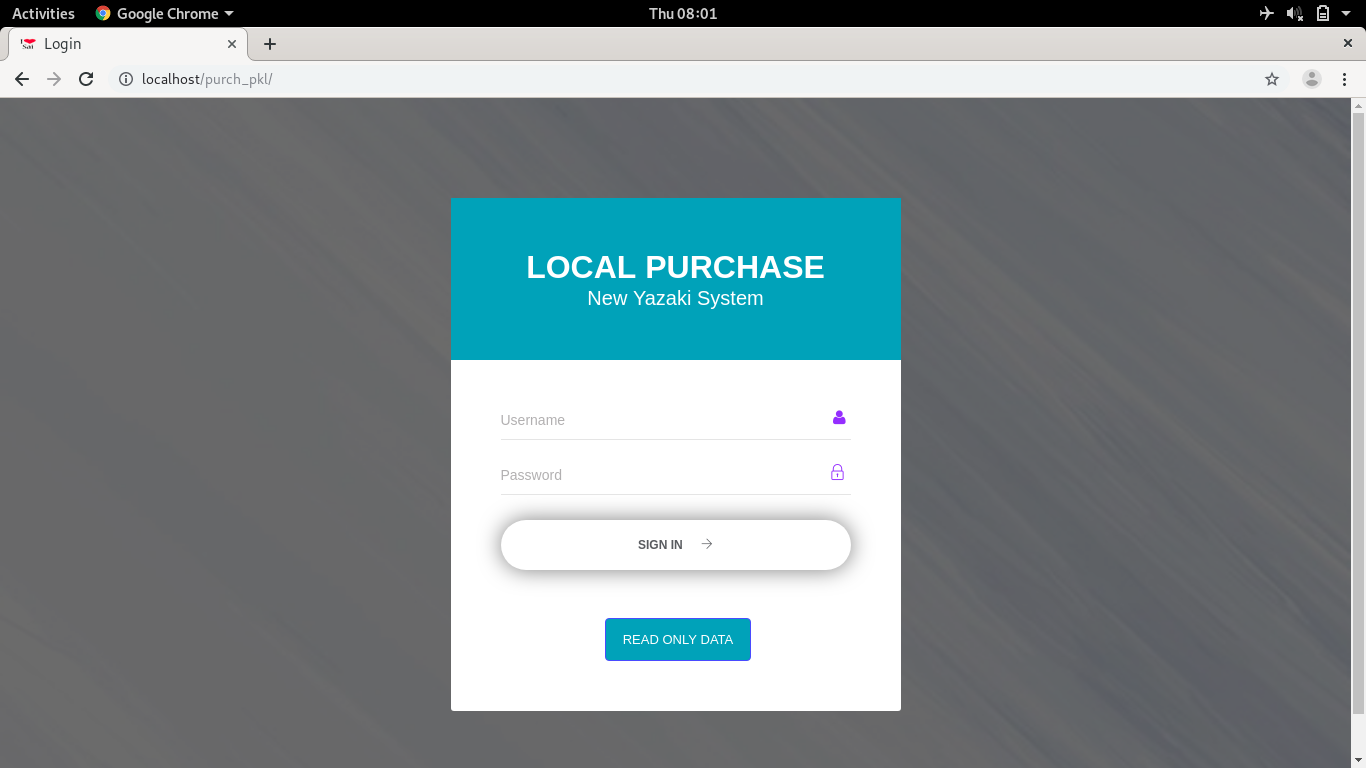 Activities
Google Chrome
Thu 08:01
Login
localhost/purch_pkl/
LOCAL PURCHASE
New Yazaki System
Username
Password
SIGN IN
READ ONLY DATA